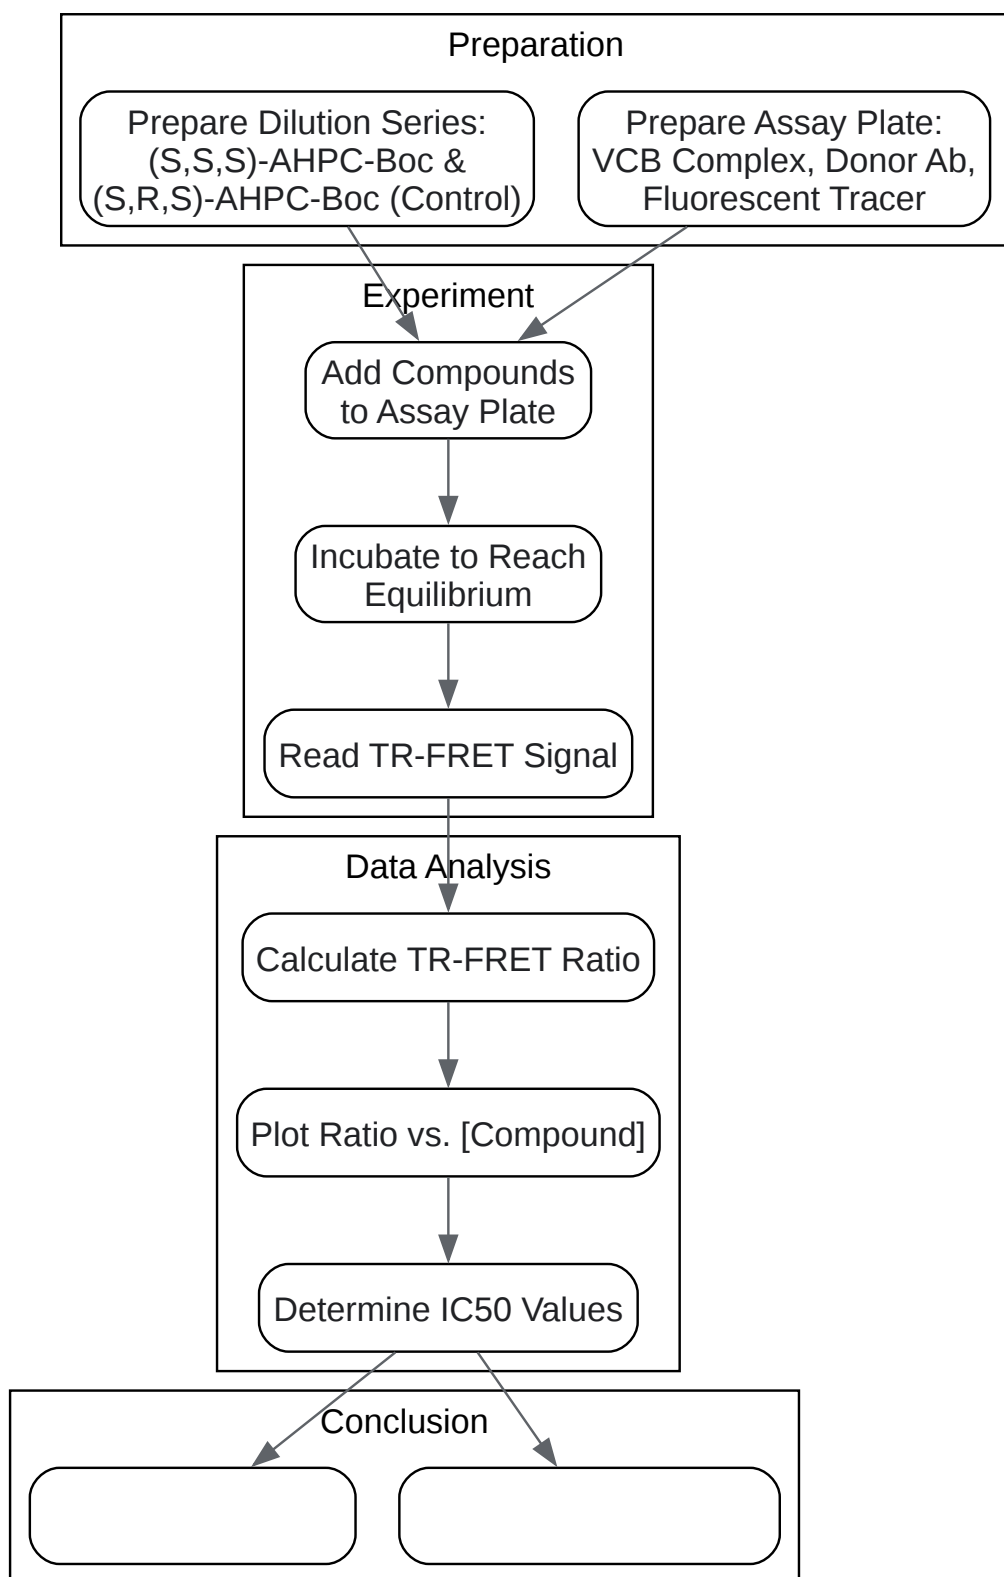 Preparation
Prepare Dilution Series:
(S,S,S)-AHPC-Boc &
(S,R,S)-AHPC-Boc (Control)
Prepare Assay Plate:
VCB Complex, Donor Ab,
Fluorescent Tracer
Experiment
Add Compounds
to Assay Plate
Incubate to Reach
Equilibrium
Read TR-FRET Signal
Data Analysis
Calculate TR-FRET Ratio
Plot Ratio vs. [Compound]
Determine IC50 Values
Conclusion